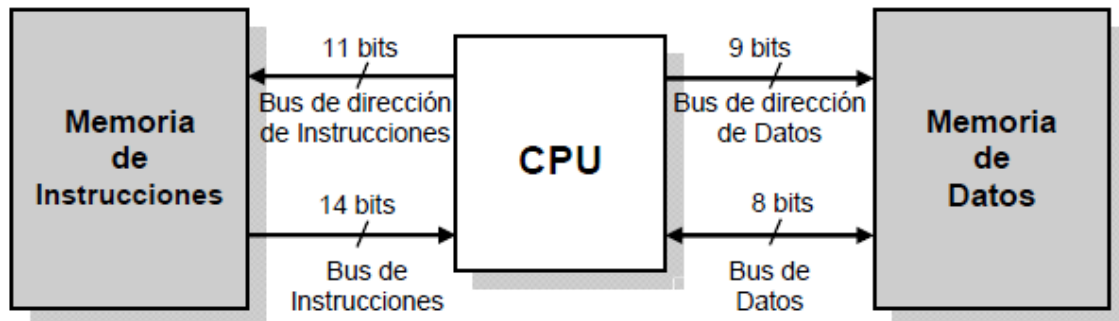 Memoria
de
Instrucciones
11 bits
Bus de dirección
de Instrucciones
14 bits
Bus de
Instrucciones
CPU
9 bits
Bus de dirección
de Datos
8 bits
Bus de
Datos
Memoria
de
Datos